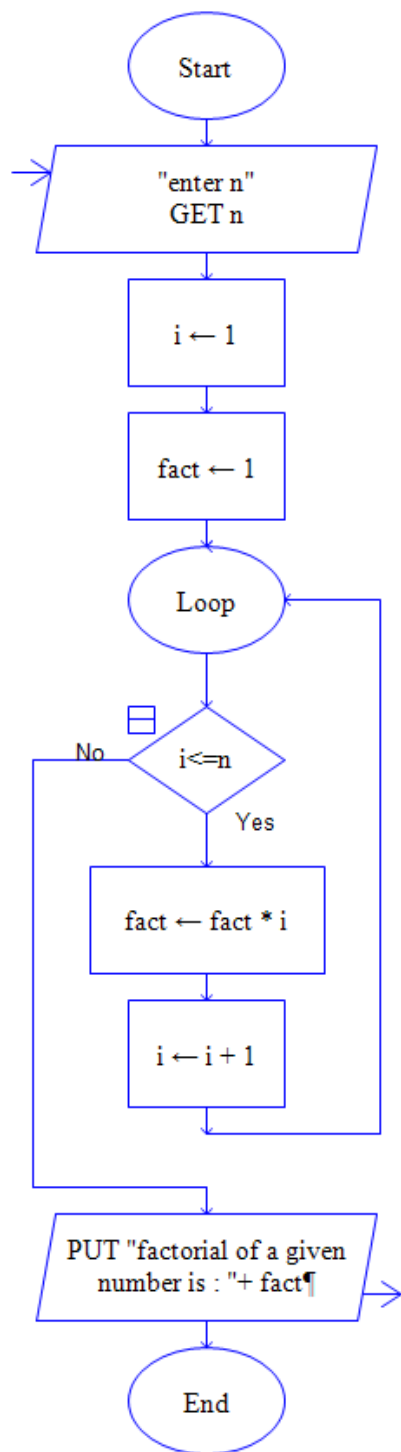 Start
"enter n"
GET n
i ← 1
fact ← 1
Loop
i<=n
No
Yes
fact ← fact * i
i ← i + 1
PUT "factorial of a given
number is : "+ fact¶
End